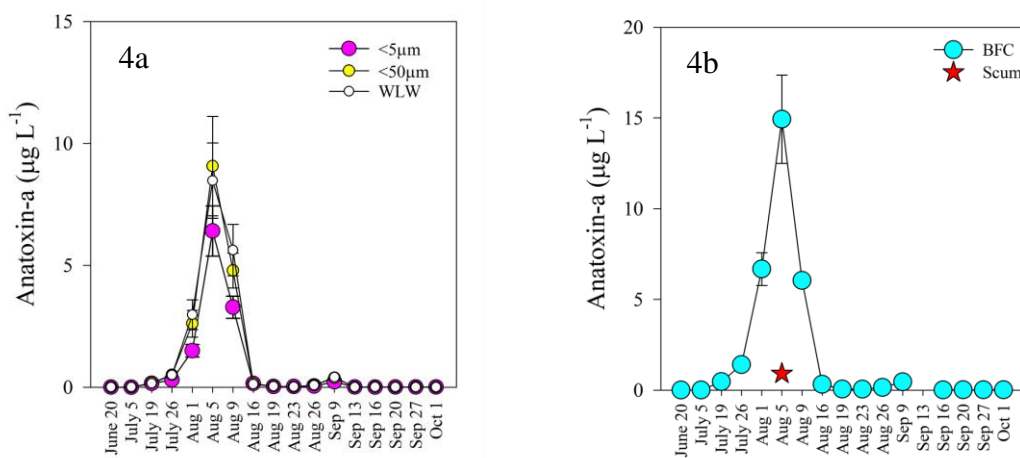 4a
<5μm
<50μm
WLW
Anatoxin-a (μg L⁻¹)
15
10
5
0
June 20
July 5
July 19
July 26
Aug 1
Aug 5
Aug 9
Aug 16
Aug 19
Aug 23
Aug 26
Sep 9
Sep 13
Sep 16
Sep 20
Sep 27
Oct 1
4b
BFC
Scum
Anatoxin-a (μg L⁻¹)
20
15
10
5
0
June 20
July 5
July 19
July 26
Aug 1
Aug 5
Aug 9
Aug 16
Aug 19
Aug 23
Aug 26
Sep 9
Sep 13
Sep 16
Sep 20
Sep 27
Oct 1